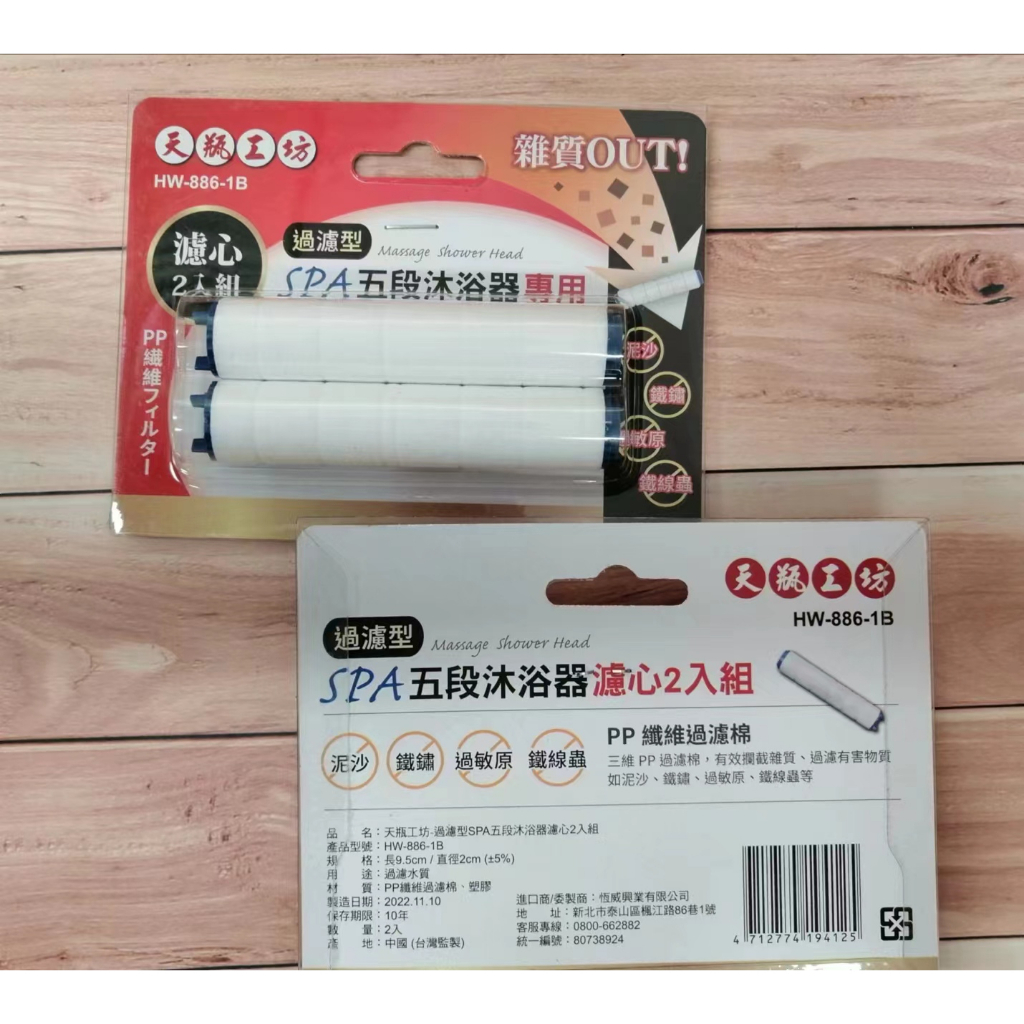 天瓶工坊
HW-886-1B
雜質OUT!
濾心
2入組
過濾型
Massage Shower Head
SPA五段沐浴器專用
PP纖維フィルター
泥沙
鐵鏽
過敏原
鐵線蟲
天瓶工坊
HW-886-1B
過濾型
Massage Shower Head
SPA五段沐浴器濾心2入組
泥沙
鐵鏽
過敏原
鐵線蟲
PP 纖維過濾棉
三維 PP 過濾棉，有效攔截雜質、過濾有害物質
如泥沙、鐵鏽、過敏原、鐵線蟲等
品 名：天瓶工坊-過濾型SPA五段沐浴器濾心2入組
產品型號：HW-886-1B
規 格：長9.5cm / 直徑2cm (±5%)
用 途：過濾水質
材 質：PP纖維過濾棉、塑膠
製造日期：2022.11.10
保存期限：10年
數 量：2入
產 地：中國 (台灣監製)
進口商/委製商：恆威興業有限公司
地 址：新北市泰山區楓江路86巷1號
客服專線：0800-662882
統一編號：80738924
4 712774 194125